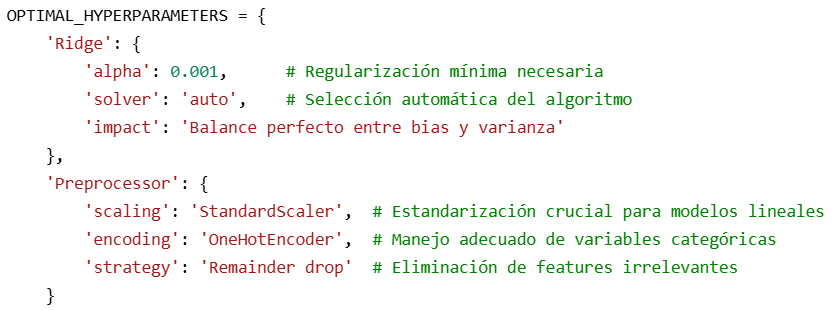 OPTIMAL_HYPERPARAMETERS = {
    'Ridge': {
        'alpha': 0.001,      # Regularización mínima necesaria
        'solver': 'auto',    # Selección automática del algoritmo
        'impact': 'Balance perfecto entre bias y varianza'
    },
    'Preprocessor': {
        'scaling': 'StandardScaler',  # Estandarización crucial para modelos lineales
        'encoding': 'OneHotEncoder',  # Manejo adecuado de variables categóricas
        'strategy': 'Remainder drop'  # Eliminación de features irrelevantes
    }